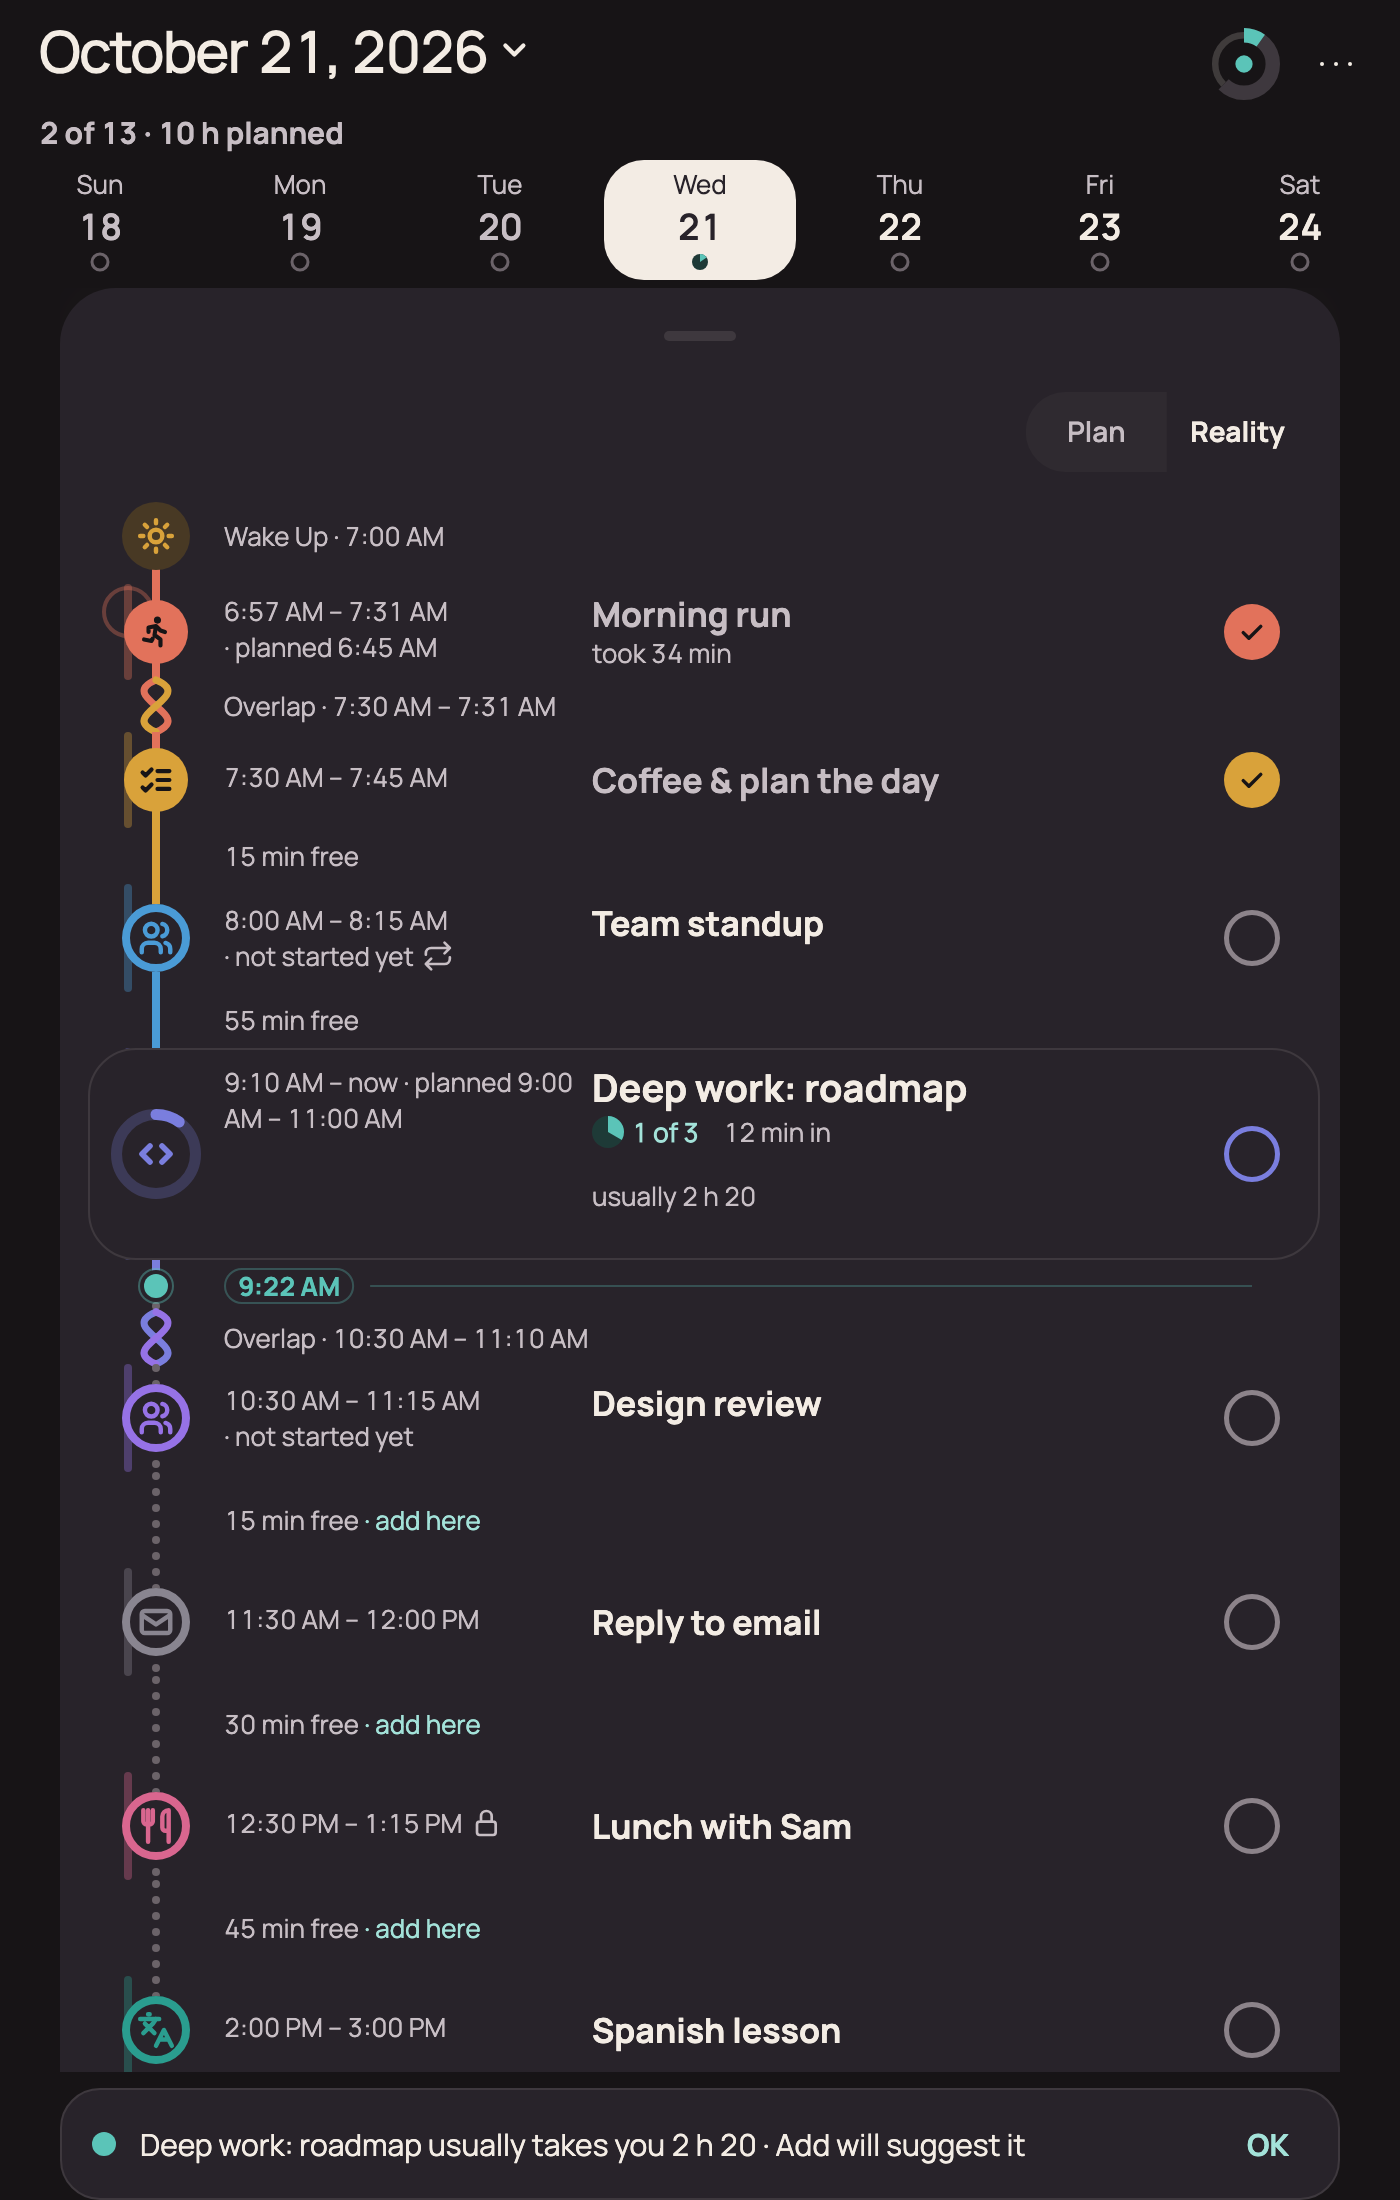 October 21, 2026
2 of 13 · 10 h planned
Sun Mon Tue Wed Thu Fri Sat
18 19 20 21 22 23 24
Plan Reality
Wake Up · 7:00 AM
6:57 AM – 7:31 AM
· planned 6:45 AM
Morning run
took 34 min
Overlap · 7:30 AM – 7:31 AM
7:30 AM – 7:45 AM
Coffee & plan the day
15 min free
8:00 AM – 8:15 AM
· not started yet
Team standup
55 min free
9:10 AM – now · planned 9:00
AM – 11:00 AM
Deep work: roadmap
1 of 3 12 min in
usually 2 h 20
9:22 AM
Overlap · 10:30 AM – 11:10 AM
10:30 AM – 11:15 AM
· not started yet
Design review
15 min free · add here
11:30 AM – 12:00 PM
Reply to email
30 min free · add here
12:30 PM – 1:15 PM
Lunch with Sam
45 min free · add here
2:00 PM – 3:00 PM
Spanish lesson
Deep work: roadmap usually takes you 2 h 20 · Add will suggest it
OK